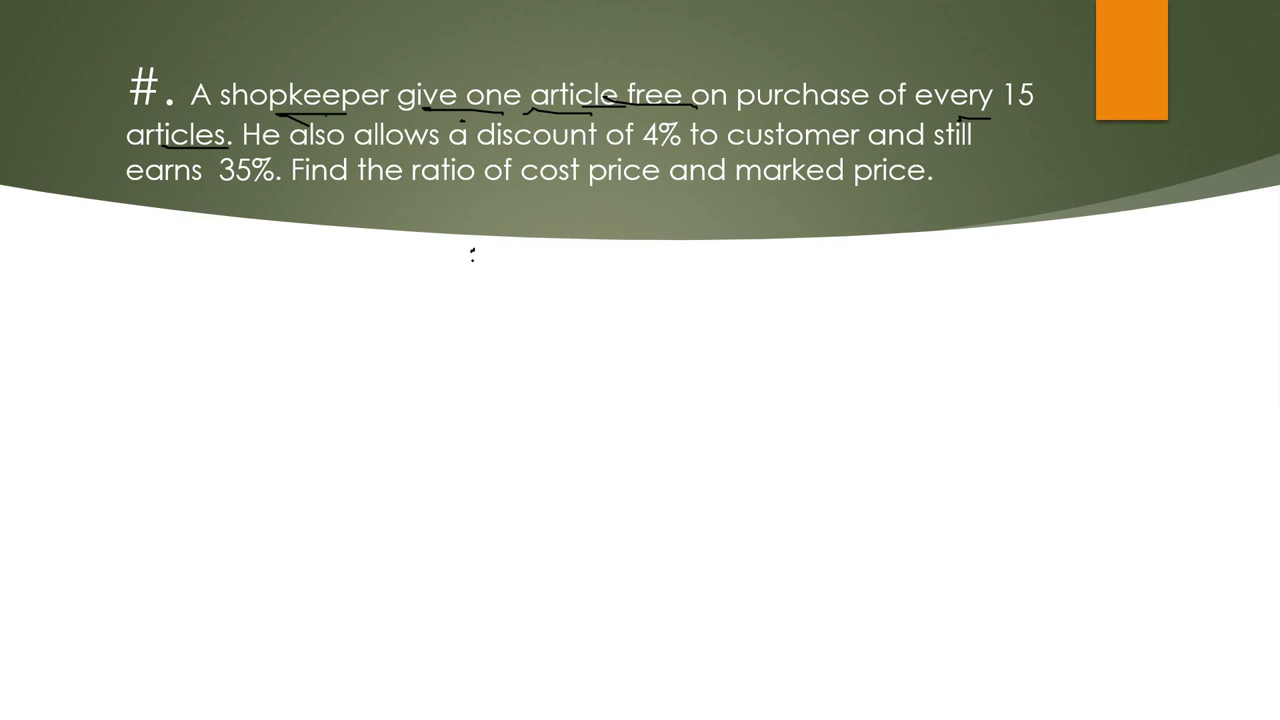 #. A shopkeeper give one article free on purchase of every 15
articles. He also allows a discount of 4% to customer and still
earns 35%. Find the ratio of cost price and marked price.